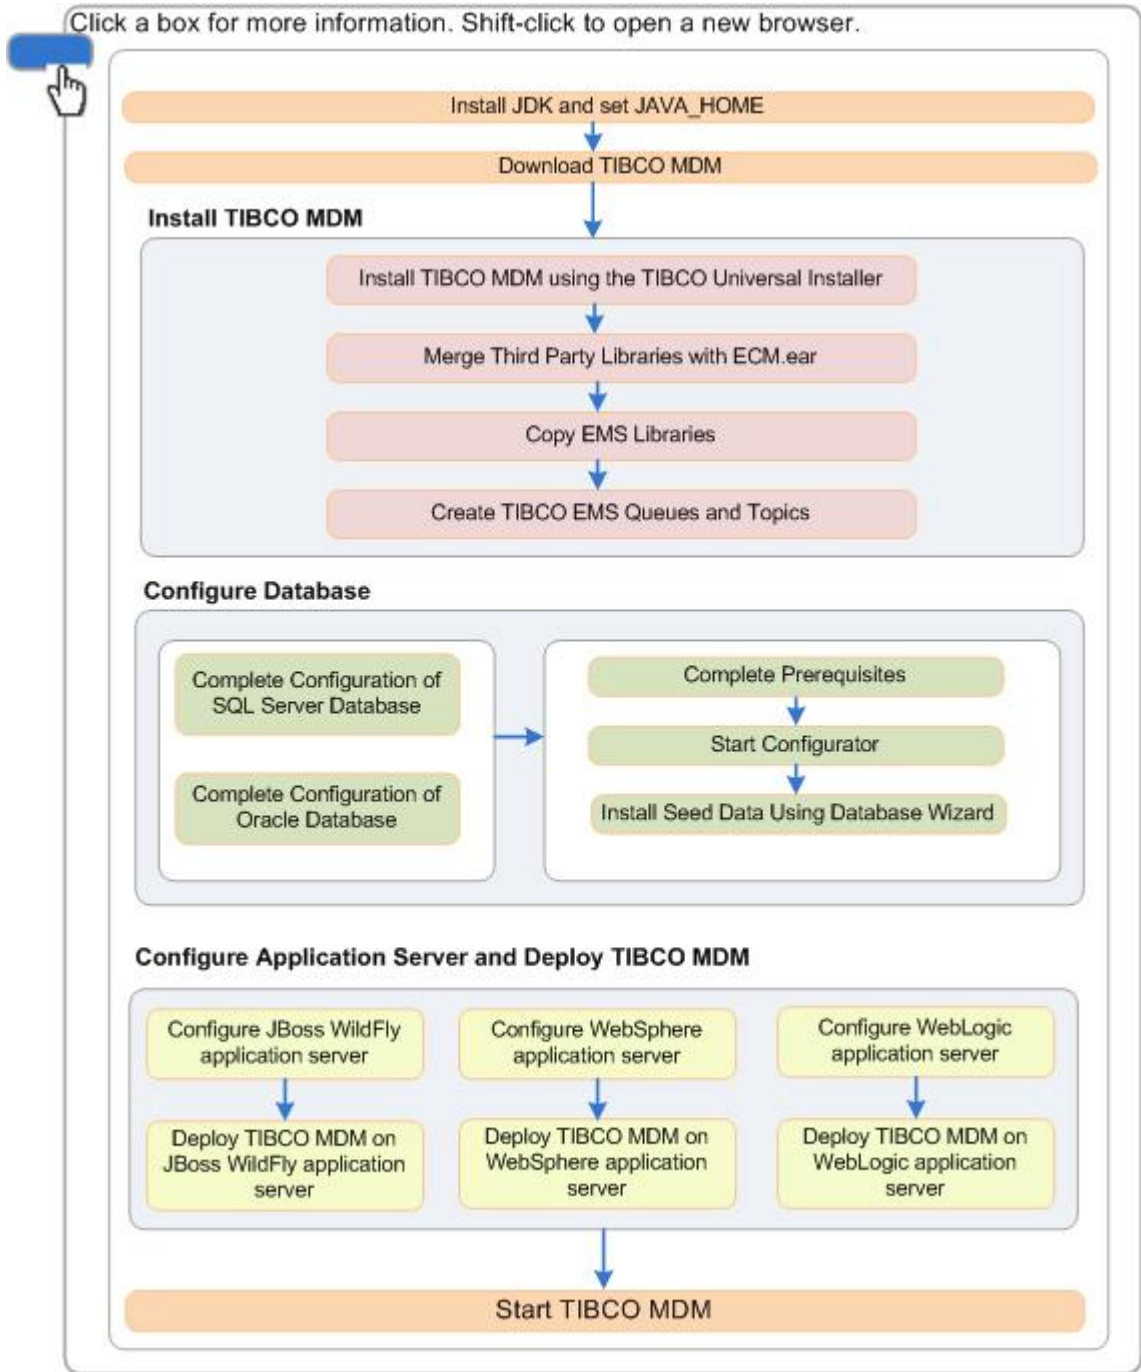 Click a box for more information. Shift-click to open a new browser.
Install JDK and set JAVA_HOME
Download TIBCO MDM
Install TIBCO MDM
Install TIBCO MDM using the TIBCO Universal Installer
Merge Third Party Libraries with ECM.ear
Copy EMS Libraries
Create TIBCO EMS Queues and Topics
Configure Database
Complete Configuration of
SQL Server Database
Complete Configuration of
Oracle Database
Complete Prerequisites
Start Configurator
Install Seed Data Using Database Wizard
Configure Application Server and Deploy TIBCO MDM
Configure JBoss WildFly
application server
Deploy TIBCO MDM on
JBoss WildFly application
server
Configure WebSphere
application server
Deploy TIBCO MDM on
WebSphere application
server
Configure WebLogic
application server
Deploy TIBCO MDM on
WebLogic application
server
Start TIBCO MDM